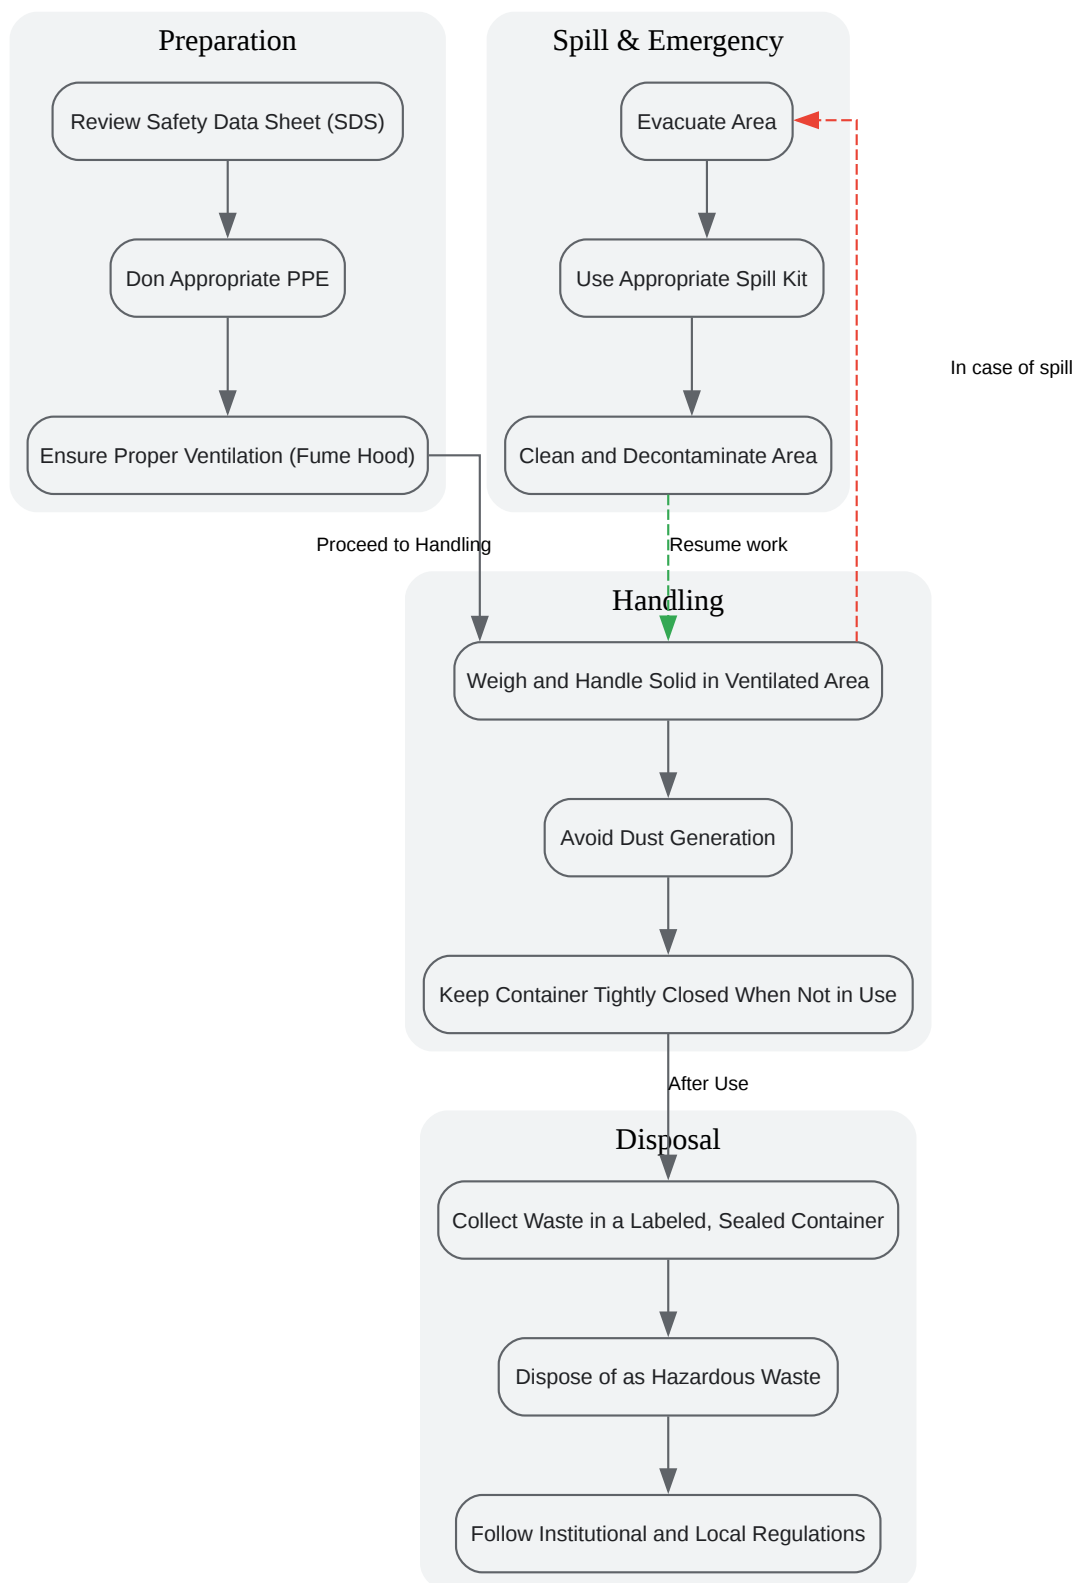 Preparation
Review Safety Data Sheet (SDS)
Don Appropriate PPE
Ensure Proper Ventilation (Fume Hood)
Spill & Emergency
Evacuate Area
Use Appropriate Spill Kit
Clean and Decontaminate Area
In case of spill
Proceed to Handling
Resume work
Handling
Weigh and Handle Solid in Ventilated Area
Avoid Dust Generation
Keep Container Tightly Closed When Not in Use
After Use
Disposal
Collect Waste in a Labeled, Sealed Container
Dispose of as Hazardous Waste
Follow Institutional and Local Regulations